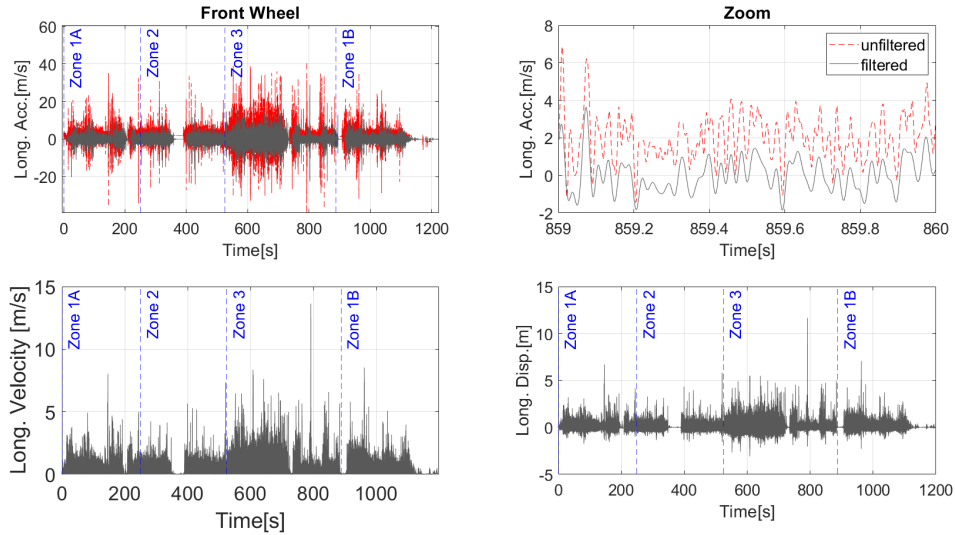 Front Wheel
Long. Acc.[m/s]
60
40
20
0
-20
Zone 1A
Zone 2
Zone 3
Zone 1B
0 200 400 600 800 1000 1200
Time[s]
Zoom
Long. Acc.[m/s]
8
6
4
2
0
-2
unfiltered
filtered
859 859.2 859.4 859.6 859.8 860
Time[s]
Long. Velocity [m/s]
15
10
5
0
Zone 1A
Zone 2
Zone 3
Zone 1B
0 200 400 600 800 1000
Time[s]
Long. Disp.[m]
15
10
5
0
-5
Zone 1A
Zone 2
Zone 3
Zone 1B
0 200 400 600 800 1000 1200
Time[s]